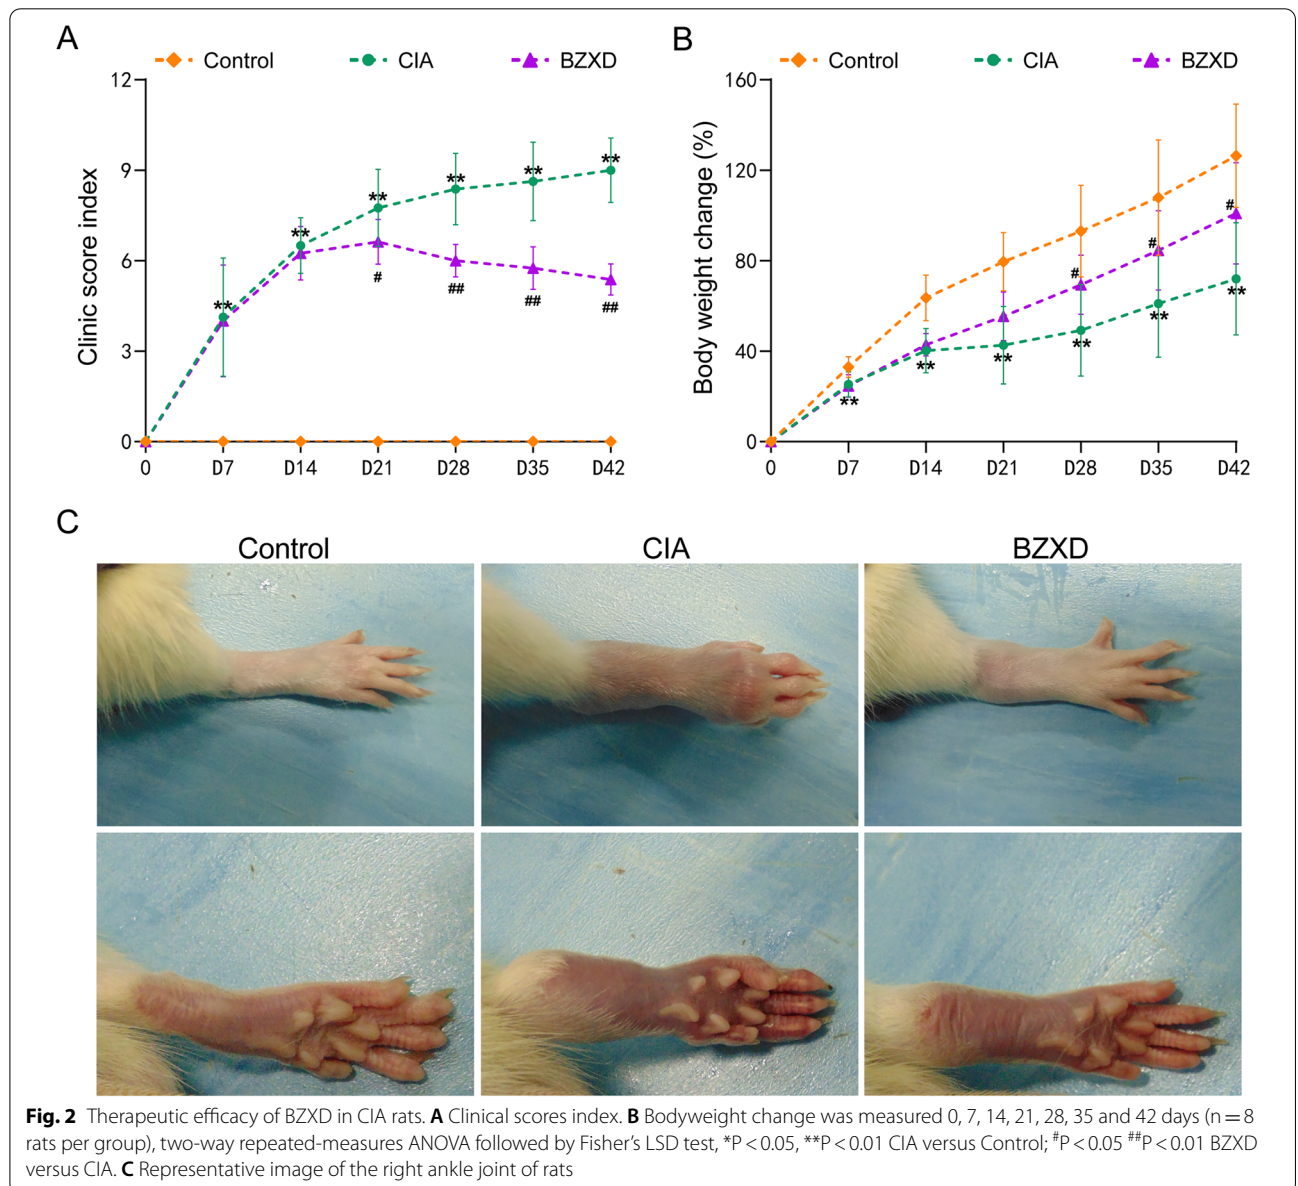 A
Control CIA BZXD
12
9
6
3
0
Clinic score index
** ** ** ** ** **
# ## ## ##
0 D7 D14 D21 D28 D35 D42
B
Control CIA BZXD
160
120
80
40
0
Body weight change (%)
# # #
** ** ** ** ** **
0 D7 D14 D21 D28 D35 D42
C
Control CIA BZXD
Fig. 2 Therapeutic efficacy of BZXD in CIA rats. A Clinical scores index. B Bodyweight change was measured 0, 7, 14, 21, 28, 35 and 42 days (n = 8
rats per group), two-way repeated-measures ANOVA followed by Fisher's LSD test, *P < 0.05, **P < 0.01 CIA versus Control; #P < 0.05 ##P < 0.01 BZXD
versus CIA. C Representative image of the right ankle joint of rats